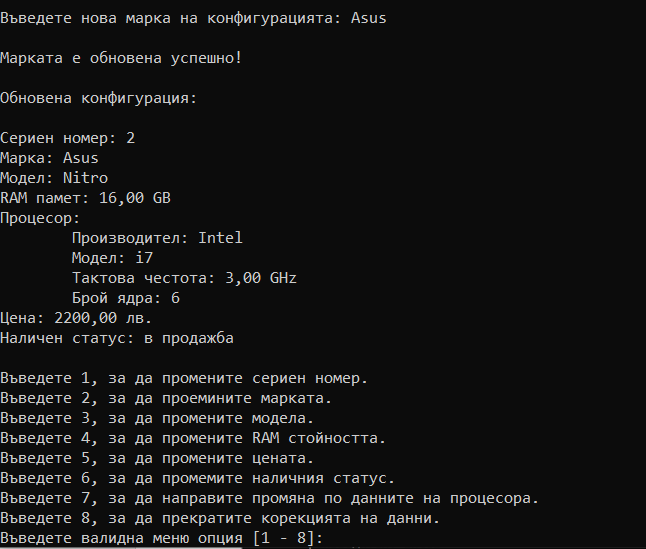 Въведете нова марка на конфигурацията: Asus
Марката е обновена успешно!
Обновена конфигурация:
Сериен номер: 2
Марка: Asus
Модел: Nitro
RAM памет: 16,00 GB
Процесор:
Производител: Intel
Модел: i7
Тактова честота: 3,00 GHz
Брой ядра: 6
Цена: 2200,00 лв.
Наличен статус: в продажба
Въведете 1, за да промените сериен номер.
Въведете 2, за да проемините марката.
Въведете 3, за да промените модела.
Въведете 4, за да промените RAM стойността.
Въведете 5, за да промените цената.
Въведете 6, за да промемите наличния статус.
Въведете 7, за да направите промяна по данните на процесора.
Въведете 8, за да прекратите корекцията на данни.
Въведете валидна меню опция [1 - 8]: